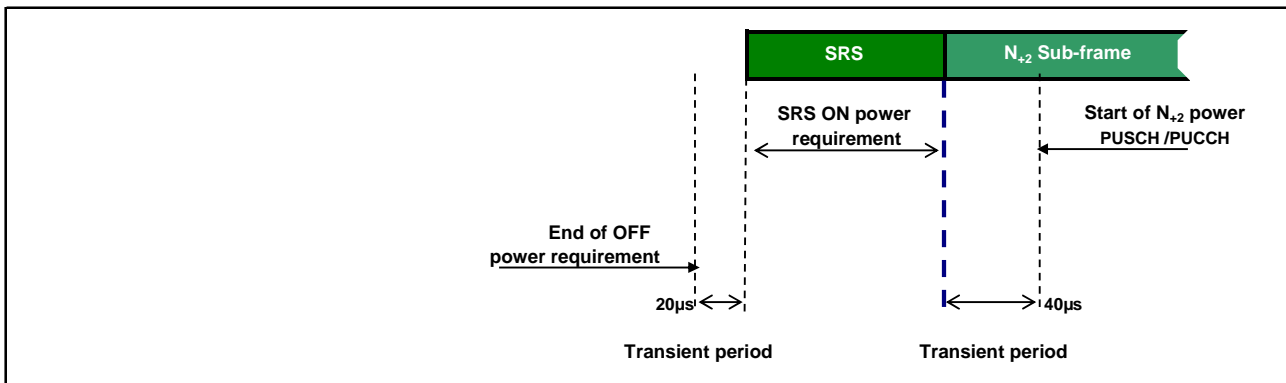 SRS
N+2 Sub-frame
SRS ON power
requirement
Start of N+2 power
PUSCH /PUCCH
End of OFF
power requirement
20µs
40µs
Transient period
Transient period